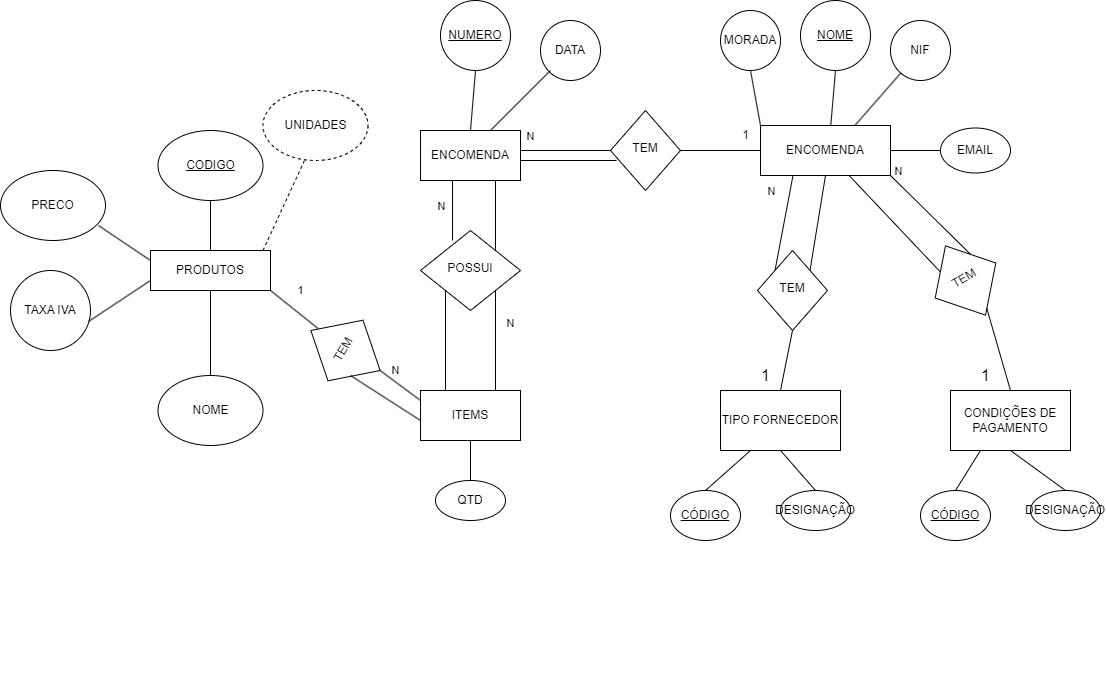 NUMERO
MORADA
NOME
NIF
DATA
UNIDADES
N
1
CODIGO
ENCOMENDA
TEM
ENCOMENDA
EMAIL
N
N
N
PRECO
POSSUI
PRODUTOS
TEM
TEM
1
TAXA IVA
N
TEM
N
1
1
NOME
ITEMS
TIPO FORNECEDOR
CONDIÇÕES DE
PAGAMENTO
QTD
CÓDIGO
DESIGNAÇÃO
CÓDIGO
DESIGNAÇÃO